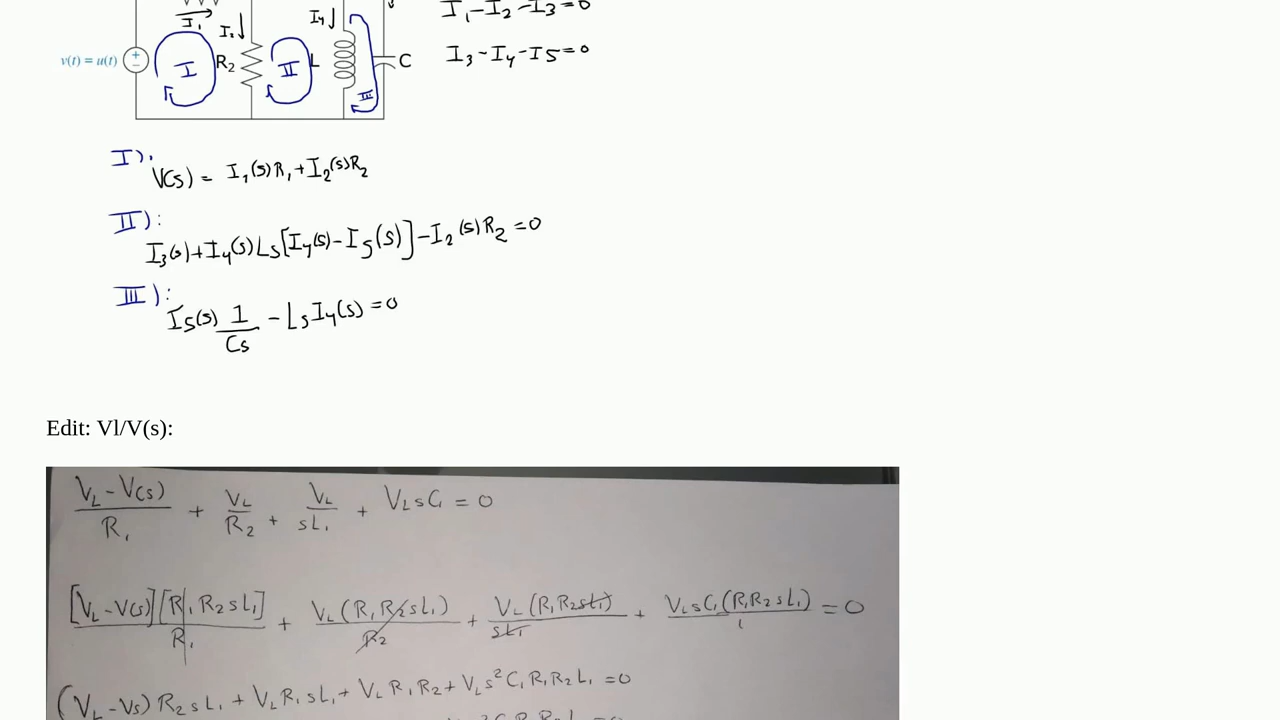 I₁-I₂-I₃=0
I₁ I₂ I₄
v(t) = u(t) + - I R₂ II L C
I₃-I₄-I5=0
III
I):
V(s) = I₁(s)R₁+I₂(s)R₂
II):
I₃(s)+I₄(s)Ls[I₄(s)-I₅(s)]-I₂(s)R₂=0
III):
I₅(s) 1/Cs - LsI₄(s)=0
Edit: Vl/V(s):
(V_L-V(s))/R₁ + V_L/R₂ + V_L/sL₁ + V_LsC₁ = 0
[V_L-V(s)][R₁R₂sL₁]/R₁ + V_L(R₁R₂sL₁)/R₂ + V_L(R₁R₂sL₁)/sL₁ + V_LsC₁(R₁R₂sL₁)/1 = 0
(V_L-Vs)R₂sL₁ + V_LR₁sL₁ + V_LR₁R₂ + V_Ls²C₁R₁R₂L₁ = 0